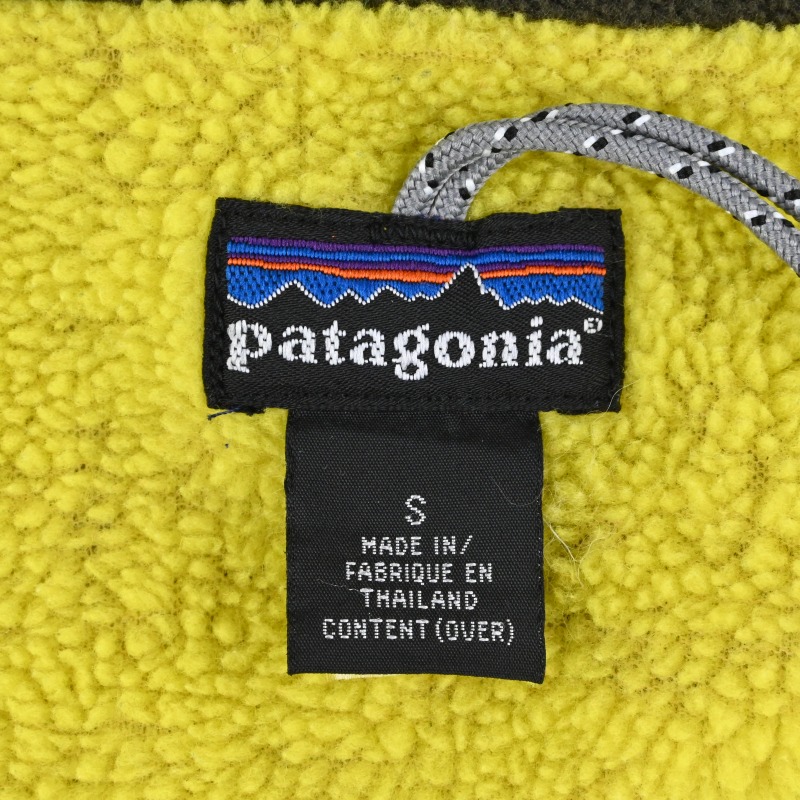 patagonia®
S
MADE IN/
FABRIQUE EN
THAILAND
CONTENT (OVER)